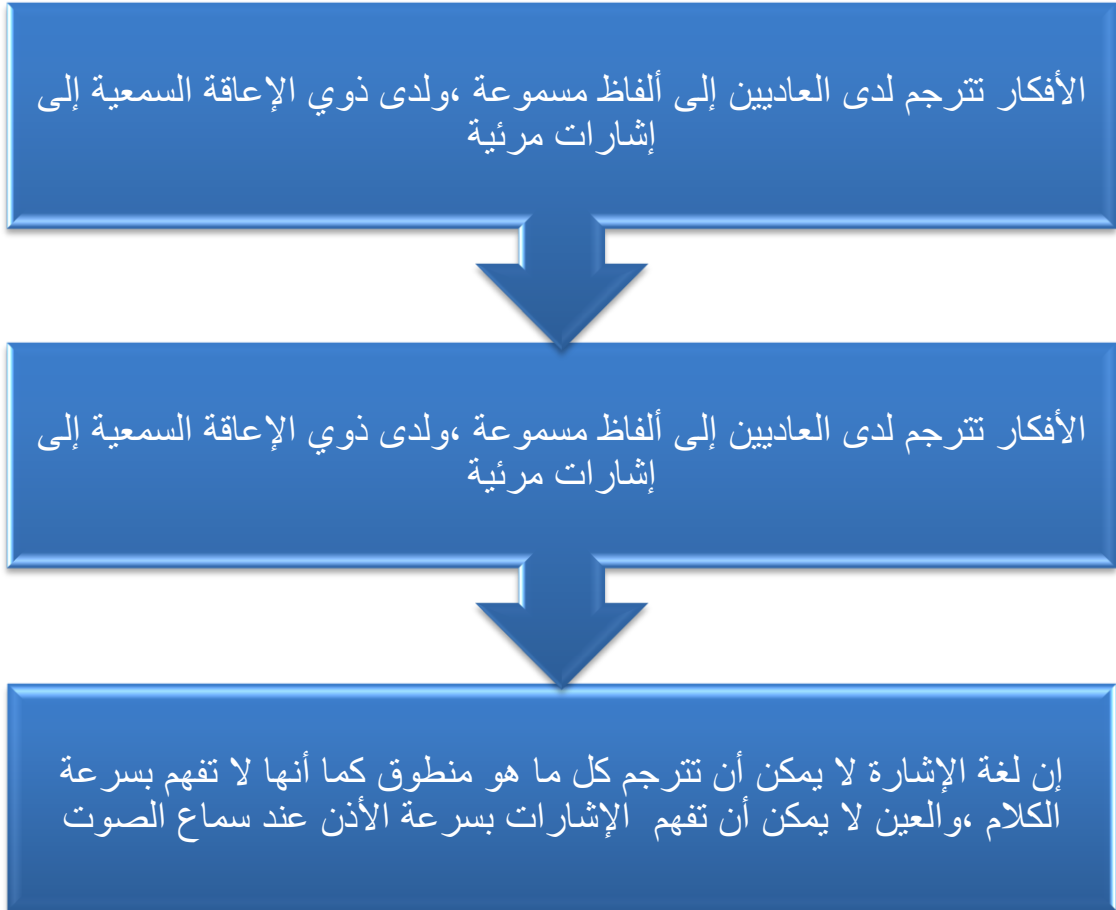 الأفكار تترجم لدى العاديين إلى ألفاظ مسموعة ،ولدى ذوي الإعاقة السمعية إلى
إشارات مرئية
الأفكار تترجم لدى العاديين إلى ألفاظ مسموعة ،ولدى ذوي الإعاقة السمعية إلى
إشارات مرئية
إن لغة الإشارة لا يمكن أن تترجم كل ما هو منطوق كما أنها لا تفهم بسرعة
الكلام ،والعين لا يمكن أن تفهم الإشارات بسرعة الأذن عند سماع الصوت